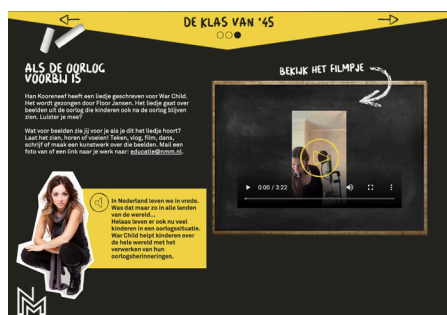 DE KLAS VAN '45
ALS DE OORLOG
VOORBIJ IS
Han Kooreneef heeft een liedje geschreven voor War Child.
Het wordt gezongen door Floor Jansen. Het liedje gaat over
beelden uit de oorlog die kinderen ook na de oorlog blijven
zien. Luister je mee?
Wat voor beelden zie jij voor je als je dit liedje hoort?
Laat het zien, horen of voelen! Teken, vlog, film, dans,
schrijf of maak een kunstwerk over die beelden. Mail een
foto van of een link naar je werk naar: educatie@nmm.nl.
BEKIJK HET FILMPJE
0:00 / 3:22
In Nederland leven we in vrede.
Was dat maar zo in alle landen
van de wereld...
Helaas leven er ook nu veel
kinderen in een oorlogssituatie.
War Child helpt kinderen over
de hele wereld met het
verwerken van hun
oorlogsherinneringen.